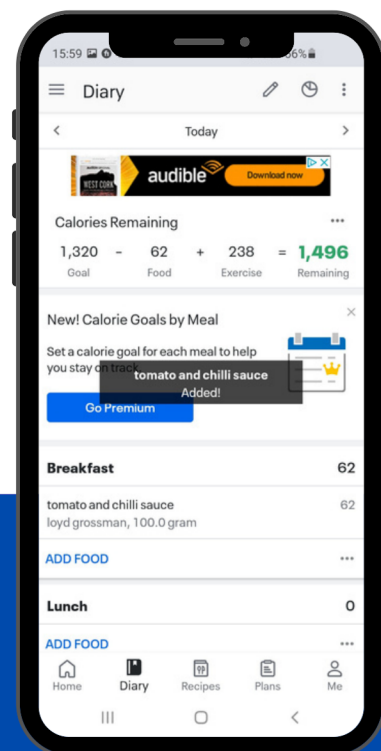 15:59
6%
Diary
Today
WEST CORK
audible
Download now
Calories Remaining
1,320 - 62 + 238 = 1,496
Goal Food Exercise Remaining
New! Calorie Goals by Meal
Set a calorie goal for each meal to help
you stay on track.
tomato and chilli sauce
Added!
Go Premium
Breakfast 62
tomato and chilli sauce 62
loyd grossman, 100.0 gram
ADD FOOD
Lunch 0
ADD FOOD
Home Diary Recipes Plans Me